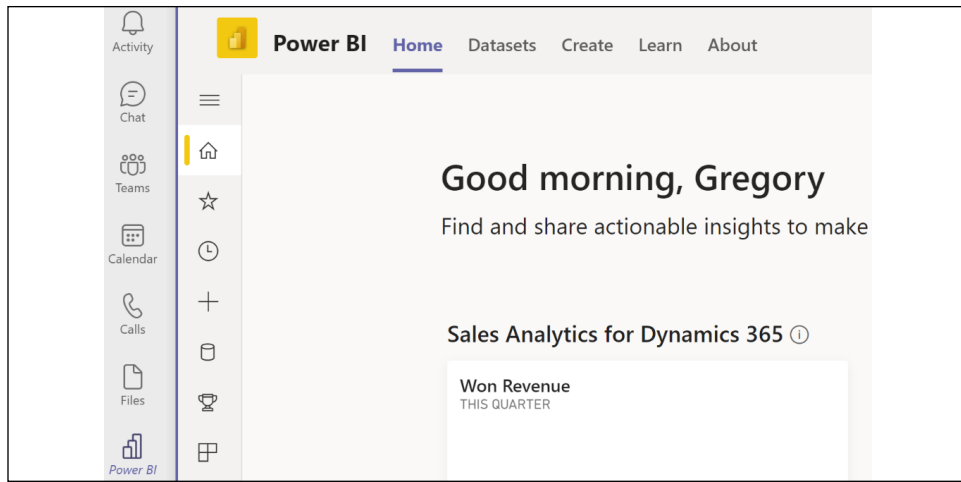 Activity
Chat
Teams
Calendar
Calls
Files
Power BI
Power BI Home Datasets Create Learn About
Good morning, Gregory
Find and share actionable insights to make
Sales Analytics for Dynamics 365
Won Revenue
THIS QUARTER